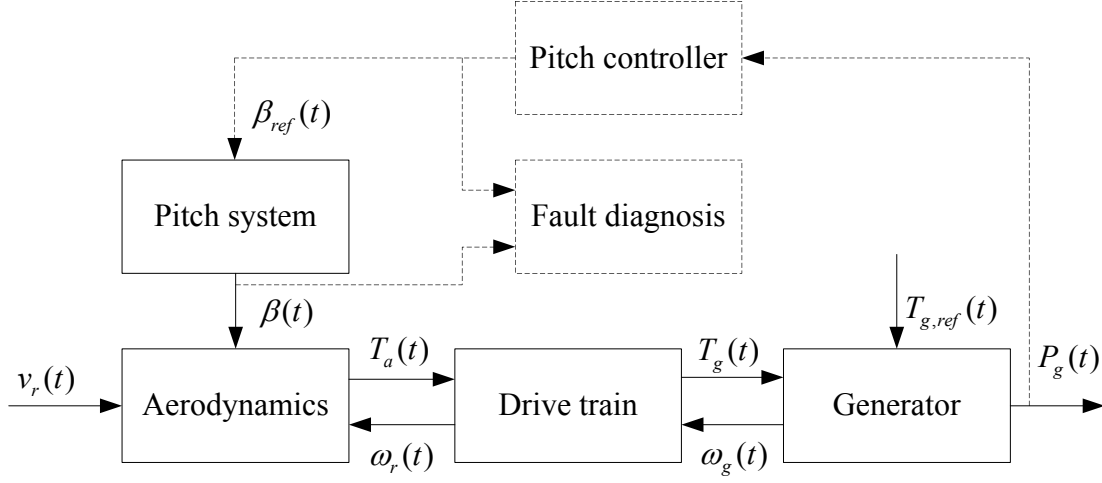 Pitch controller
β_ref(t)
Pitch system
Fault diagnosis
β(t)
T_g,ref(t)
T_a(t)
T_g(t)
P_g(t)
v_r(t)
Aerodynamics
Drive train
Generator
ω_r(t)
ω_g(t)